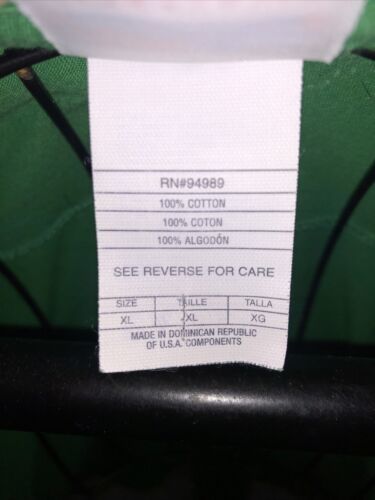 RN#94989
100% COTTON
100% COTON
100% ALGODÓN
SEE REVERSE FOR CARE
SIZE TAILLE TALLA
XL XL XG
MADE IN DOMINICAN REPUBLIC
OF U.S.A. COMPONENTS